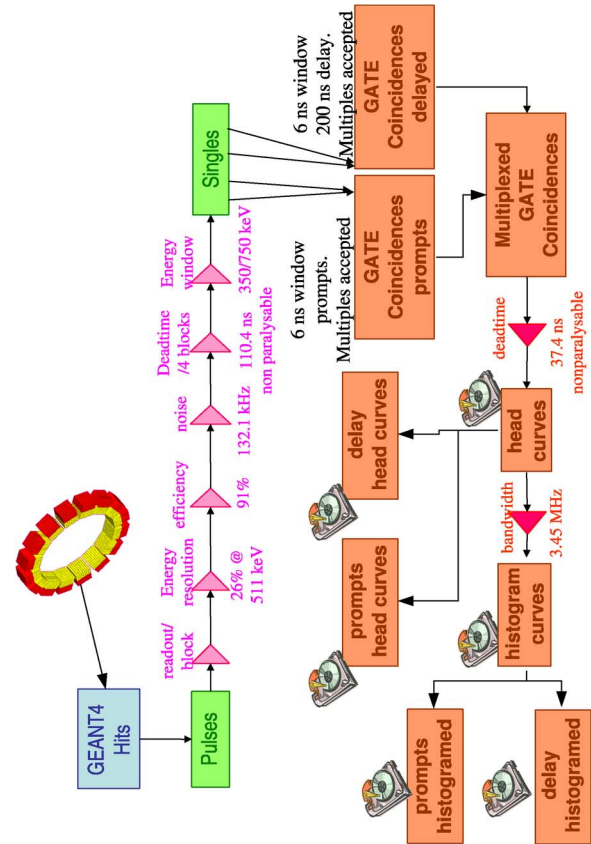 GEANT4
Hits
Pulses
readout/
block
Energy
resolution
26% @
511 keV
efficiency
91%
noise
132.1 kHz
Deadtime
/4 blocks
110.4 ns
non paralysable
Energy
window
350/750 keV
Singles
6 ns window
prompts.
Multiples accepted
GATE
Coincidences
prompts
6 ns window
200 ns delay.
Multiples accepted
GATE
Coincidences
delayed
Multiplexed
GATE
Coincidences
deadtime
37.4 ns
nonparalysable
head
curves
delay
head curves
prompts
head curves
bandwidth
3.45 MHz
histogram
curves
prompts
histogramed
delay
histogramed